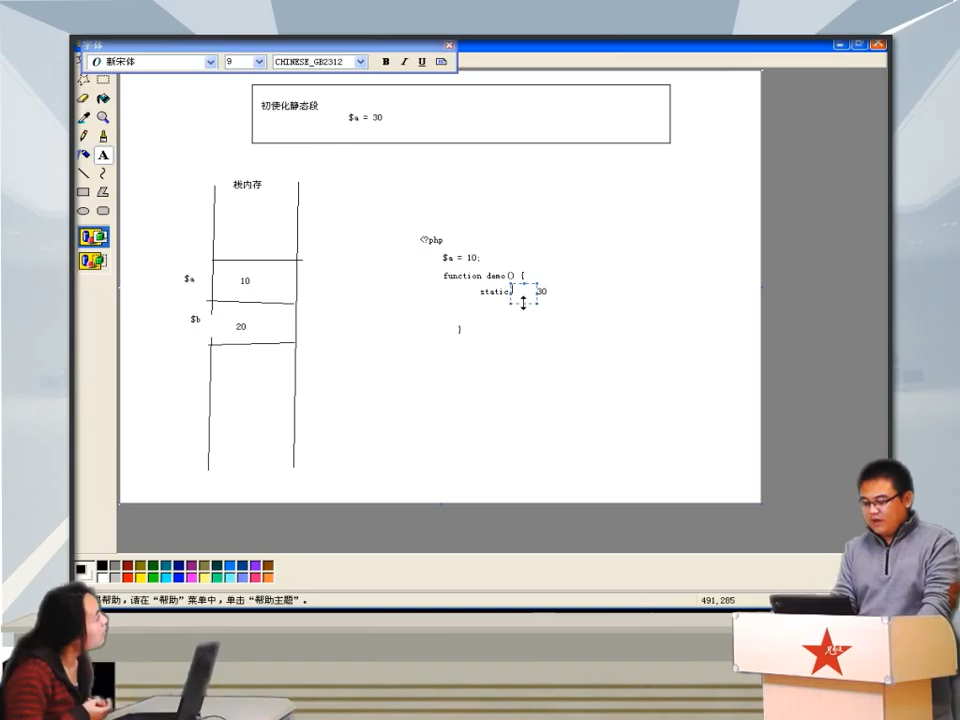 字体
新宋体
9
CHINESE_GB2312
B I U
A
初使化静态段
$a = 30
栈内存
$a
10
$b
20
<?php
$a = 10;
function demo() {
static
30
}
得帮助，请在“帮助”菜单中，单击“帮助主题”。
491,285